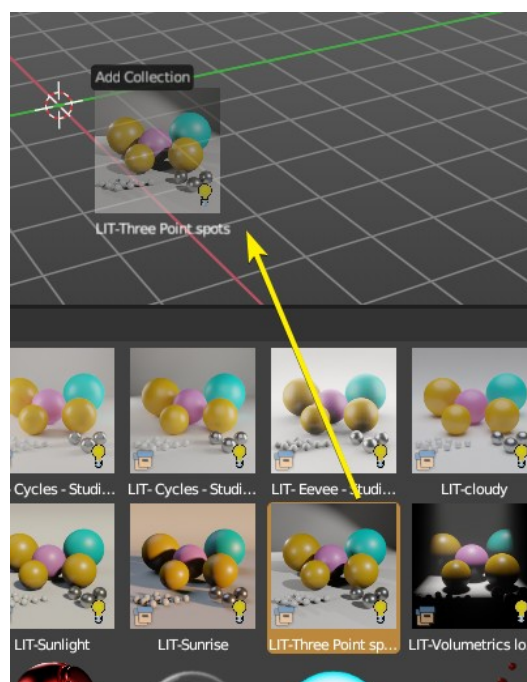 Add Collection
LIT-Three Point spots
Cycles - Studi...
LIT- Cycles - Studi...
LIT- Eevee - Studi...
LIT-cloudy
LIT-Sunlight
LIT-Sunrise
LIT-Three Point sp...
LIT-Volumetrics lo